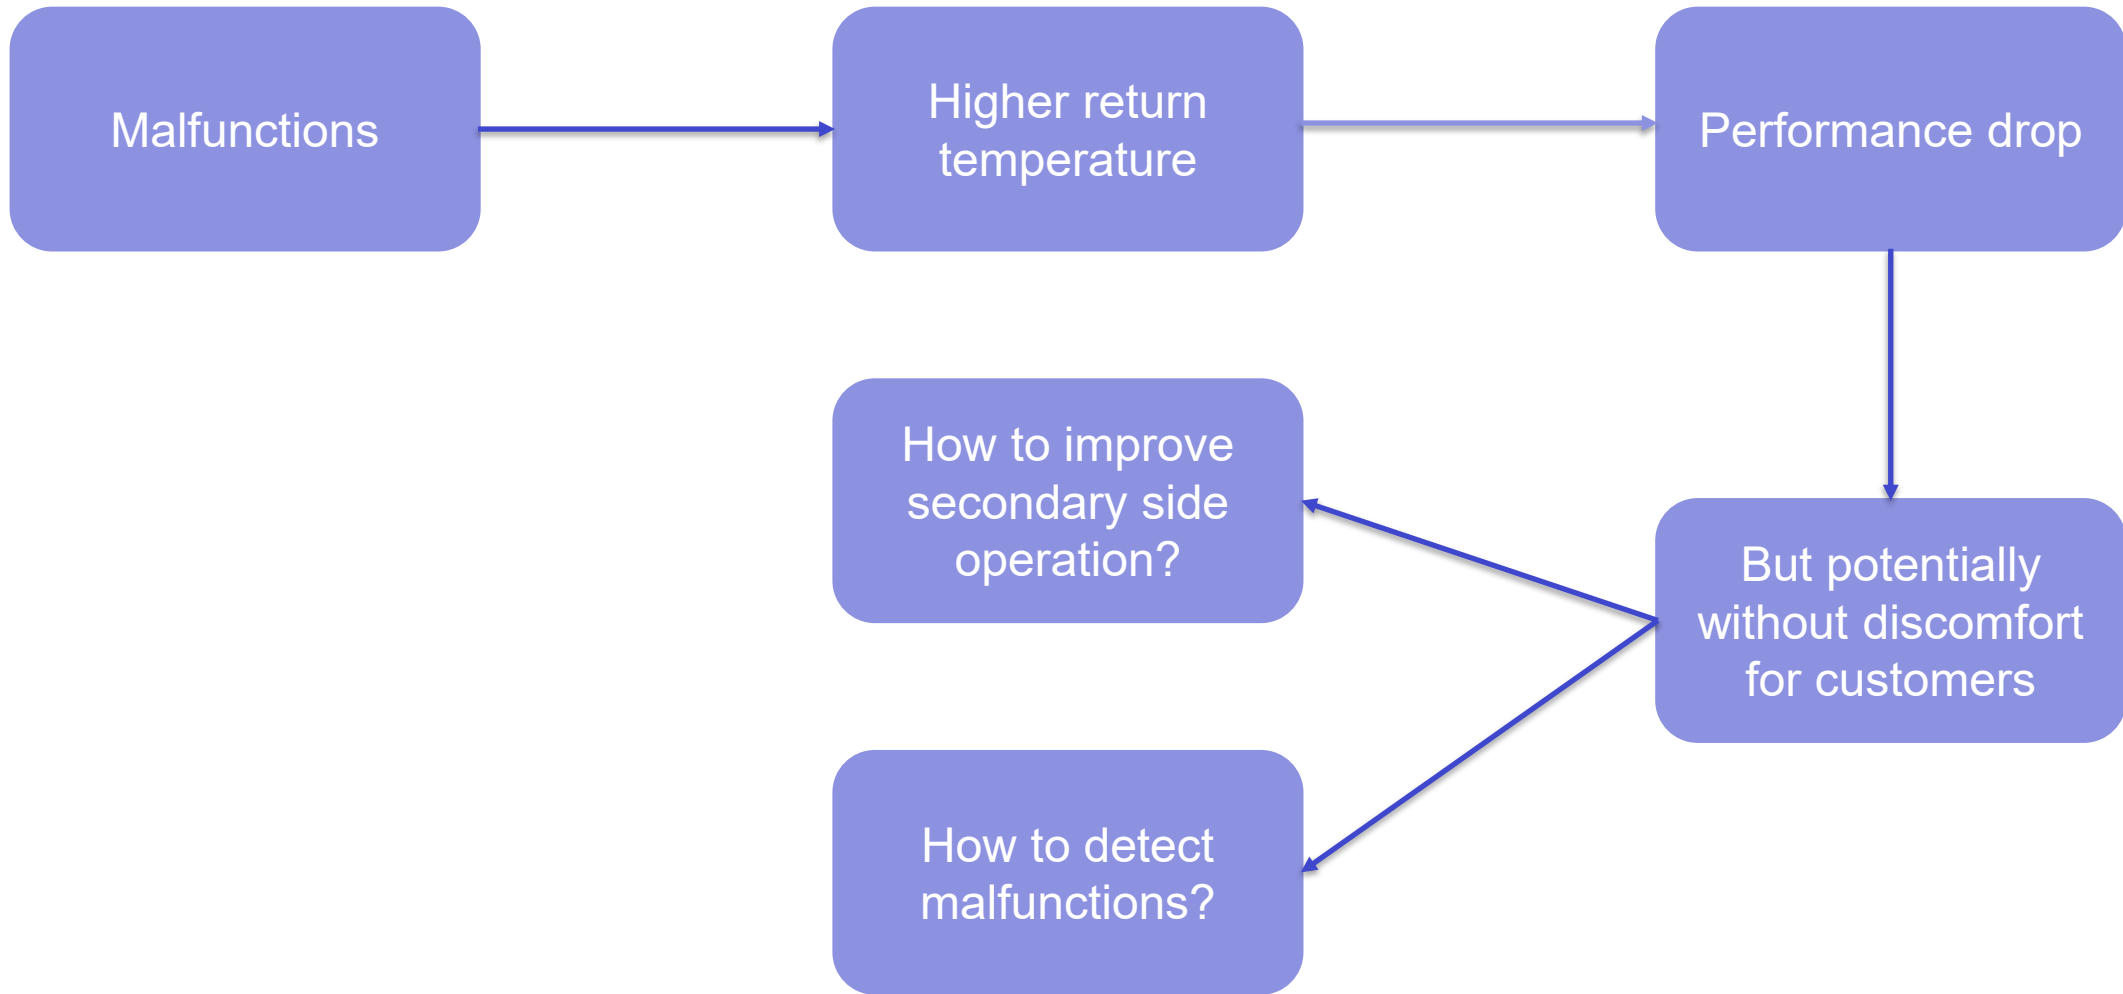 Malfunctions
Higher return
temperature
Performance drop
How to improve
secondary side
operation?
But potentially
without discomfort
for customers
How to detect
malfunctions?